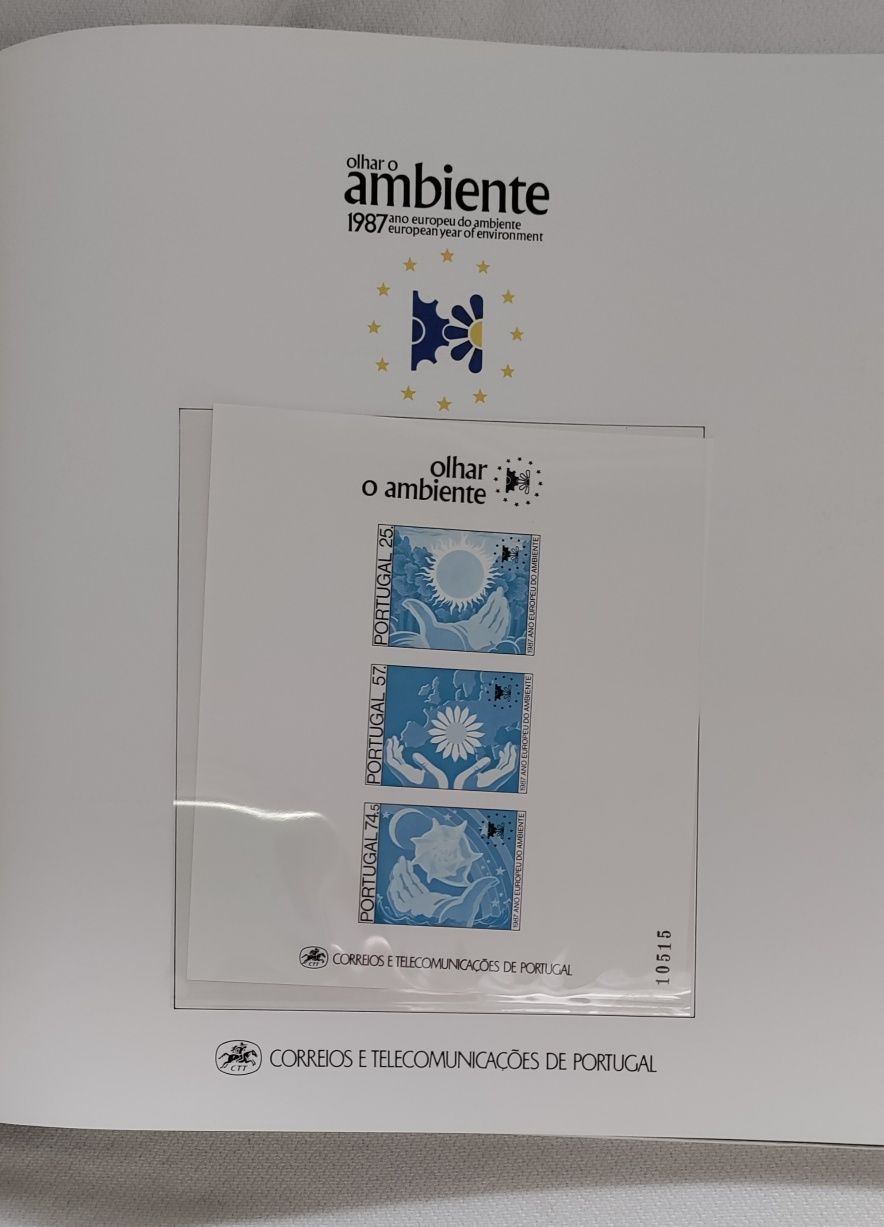 olhar o
ambiente
1987 ano europeu do ambiente
european year of environment
olhar
o ambiente
PORTUGAL 25.
1987 ANO EUROPEU DO AMBIENTE
PORTUGAL 57.
1987 ANO EUROPEU DO AMBIENTE
PORTUGAL 74.5
1987 ANO EUROPEU DO AMBIENTE
10515
CTT CORREIOS E TELECOMUNICAÇÕES DE PORTUGAL
CTT CORREIOS E TELECOMUNICAÇÕES DE PORTUGAL